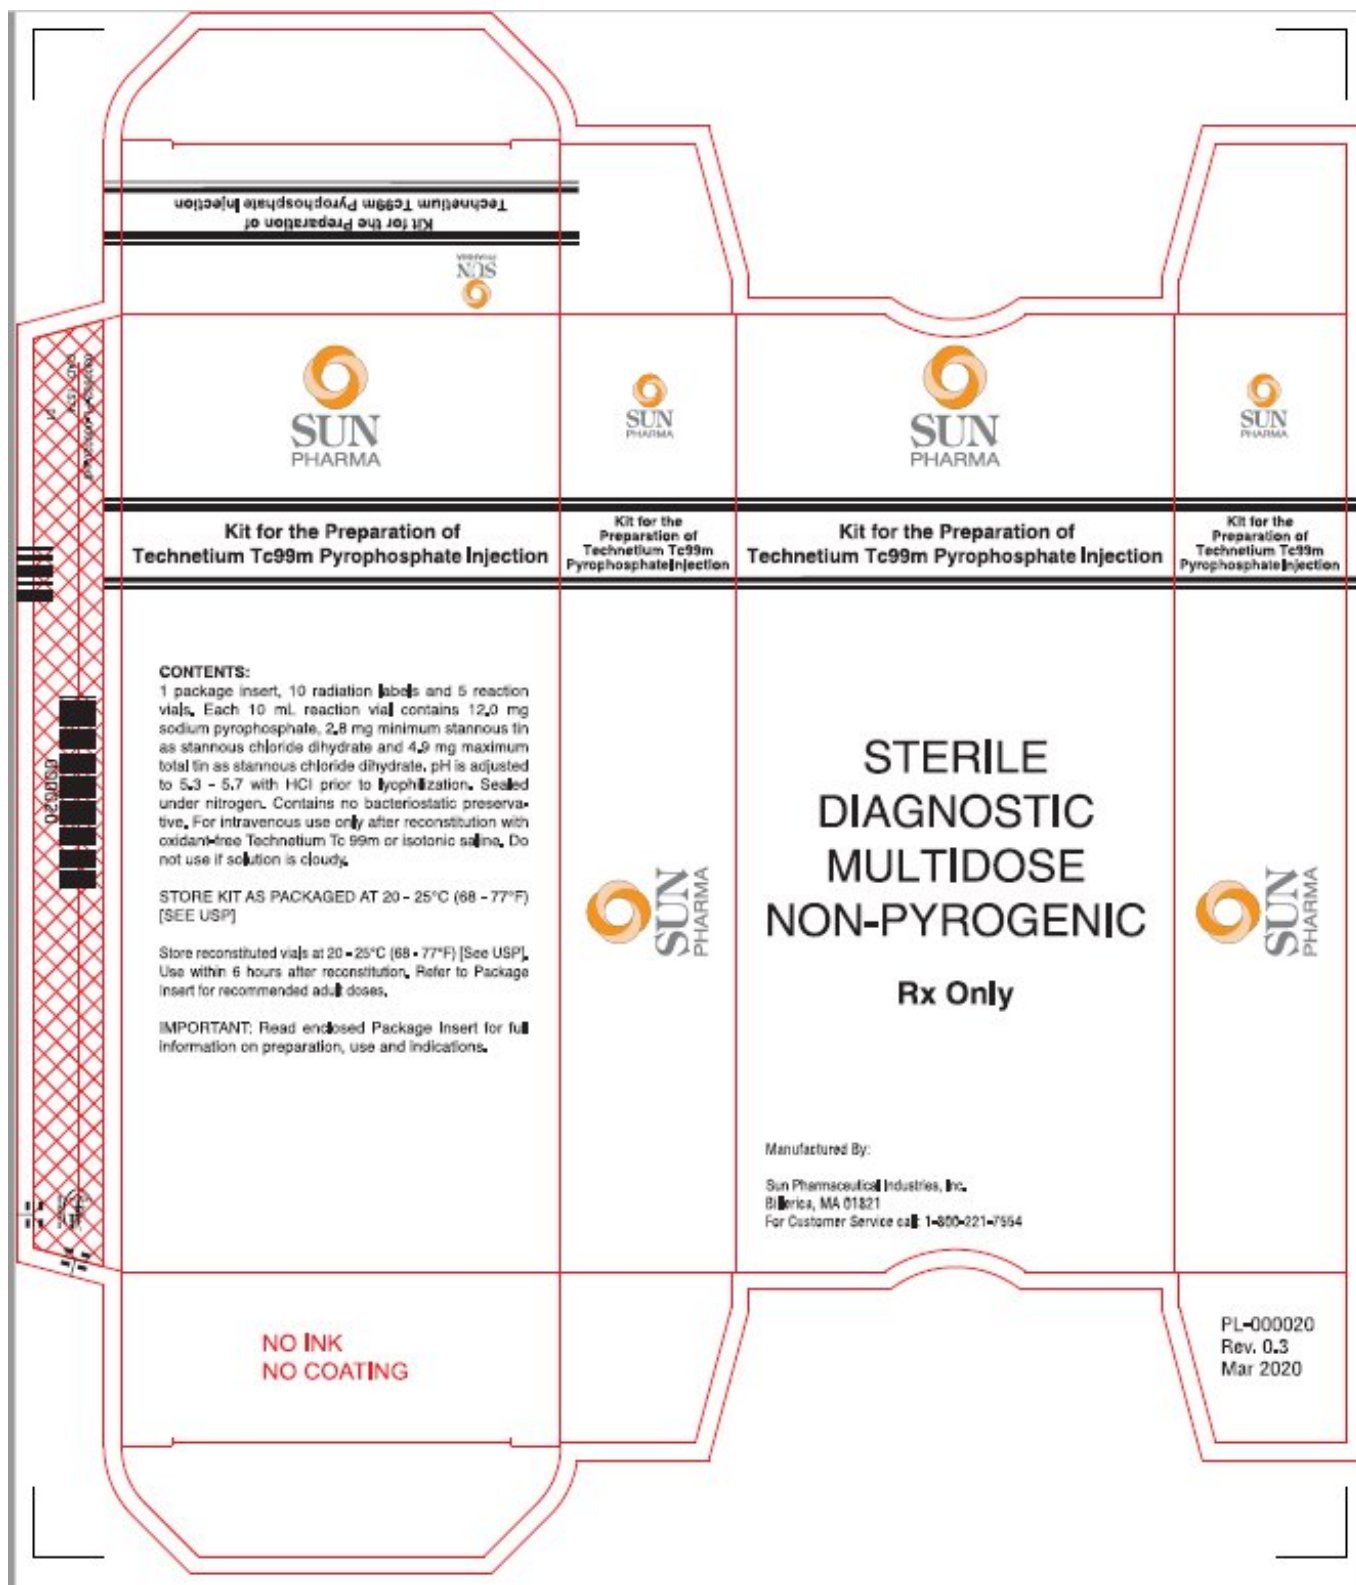 Kit for the Preparation of
Technetium Tc99m Pyrophosphate Injection
SUN
PHARMA
SUN
PHARMA
Kit for the Preparation of
Technetium Tc99m Pyrophosphate Injection
CONTENTS:
1 package insert, 10 radiation labels and 5 reaction
vials. Each 10 mL reaction vial contains 12.0 mg
sodium pyrophosphate, 2.8 mg minimum stannous tin
as stannous chloride dihydrate and 4.9 mg maximum
total tin as stannous chloride dihydrate. pH is adjusted
to 5.3 - 5.7 with HCl prior to lyophilization. Sealed
under nitrogen. Contains no bacteriostatic preserva-
tive. For intravenous use only after reconstitution with
oxidant-free Technetium Tc 99m or isotonic saline. Do
not use if solution is cloudy.
STORE KIT AS PACKAGED AT 20 - 25°C (68 - 77°F)
[SEE USP]
Store reconstituted vials at 20 - 25°C (68 - 77°F) [See USP].
Use within 6 hours after reconstitution. Refer to Package
Insert for recommended adult doses.
IMPORTANT: Read enclosed Package Insert for full
information on preparation, use and indications.
NO INK
NO COATING
000020
SUN
PHARMA
Kit for the
Preparation of
Technetium Tc99m
Pyrophosphate Injection
SUN
PHARMA
SUN
PHARMA
Kit for the Preparation of
Technetium Tc99m Pyrophosphate Injection
STERILE
DIAGNOSTIC
MULTIDOSE
NON-PYROGENIC
Rx Only
Manufactured By:
Sun Pharmaceutical Industries, Inc.
Billerica, MA 01821
For Customer Service call: 1-800-221-7554
SUN
PHARMA
Kit for the
Preparation of
Technetium Tc99m
Pyrophosphate Injection
SUN
PHARMA
PL-000020
Rev. 0.3
Mar 2020